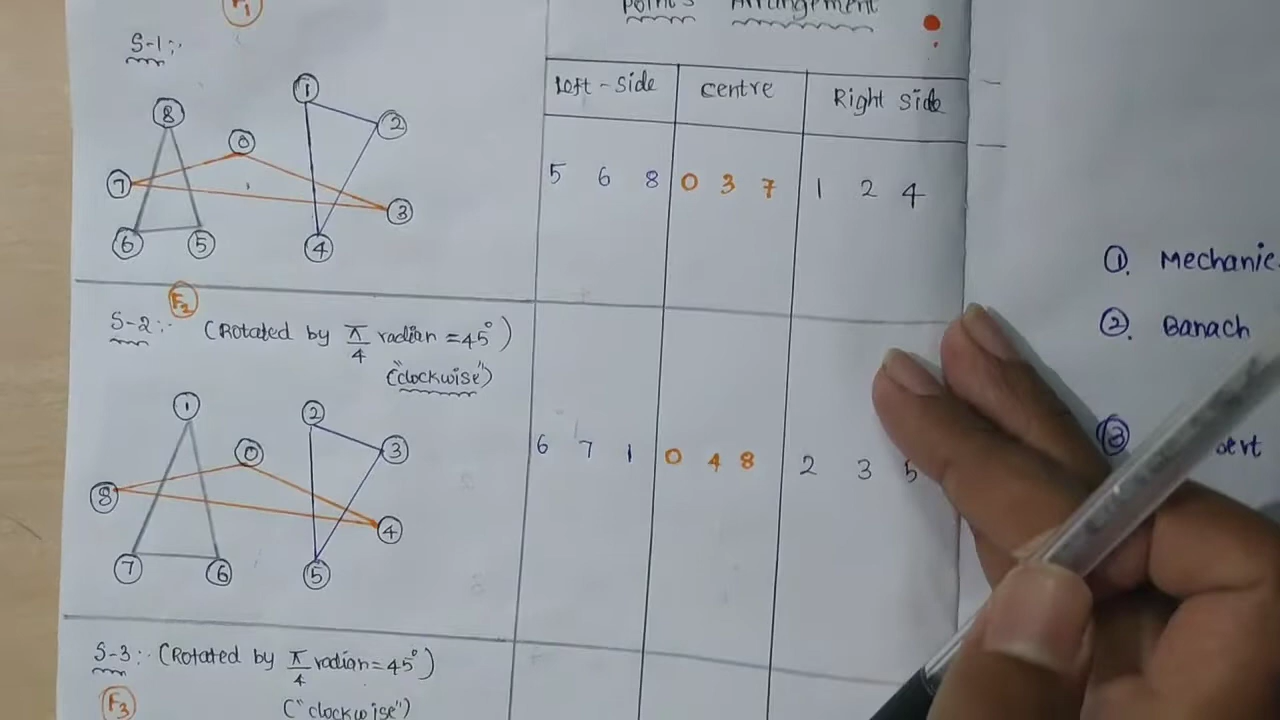 F1
Point's Arrangement
S-1:-
Left-Side centre Right Side
1
8
2
0
7
3
6 5 4
5 6 8 0 3 7 1 2 4
1. Mechanic
2. Banach
F2
S-2:- (Rotated by π/4 radian = 45°)
("clockwise")
1 2
0 3
8
4
7 6 5
6 7 1 0 4 8 2 3 5
3
S-3:- (Rotated by π/4 radian = 45°)
F3
("clockwise")